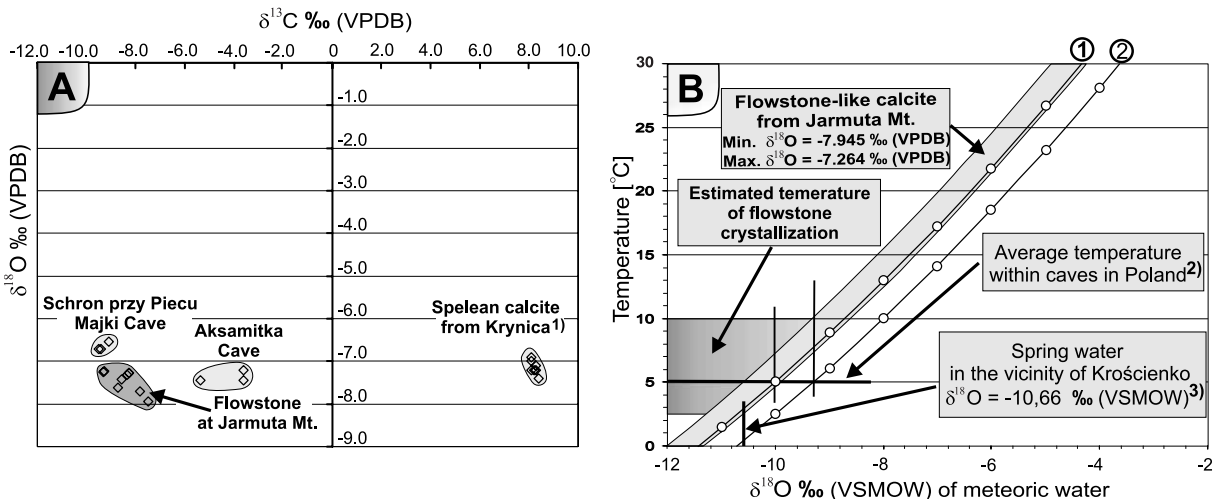 δ13C ‰ (VPDB)
-12.0 -10.0 -8.0 -6.0 -4.0 -2.0 0.0 2.0 4.0 6.0 8.0 10.0
A
-1.0
-2.0
-3.0
-4.0
-5.0
-6.0
-7.0
-8.0
-9.0
δ18O ‰ (VPDB)
Schron przy Piecu
Majki Cave
Aksamitka
Cave
Flowstone
at Jarmuta Mt.
Spelean calcite
from Krynica1)
B
1 2
30
25
20
15
10
5
0
Temperature [°C]
Flowstone-like calcite
from Jarmuta Mt.
Min. δ18O = -7.945 ‰ (VPDB)
Max. δ18O = -7.264 ‰ (VPDB)
Estimated temerature
of flowstone
crystallization
Average temperature
within caves in Poland2)
Spring water
in the vicinity of Krościenko
δ18O = -10,66 ‰ (VSMOW)3)
-12 -10 -8 -6 -4 -2
δ18O ‰ (VSMOW) of meteoric water